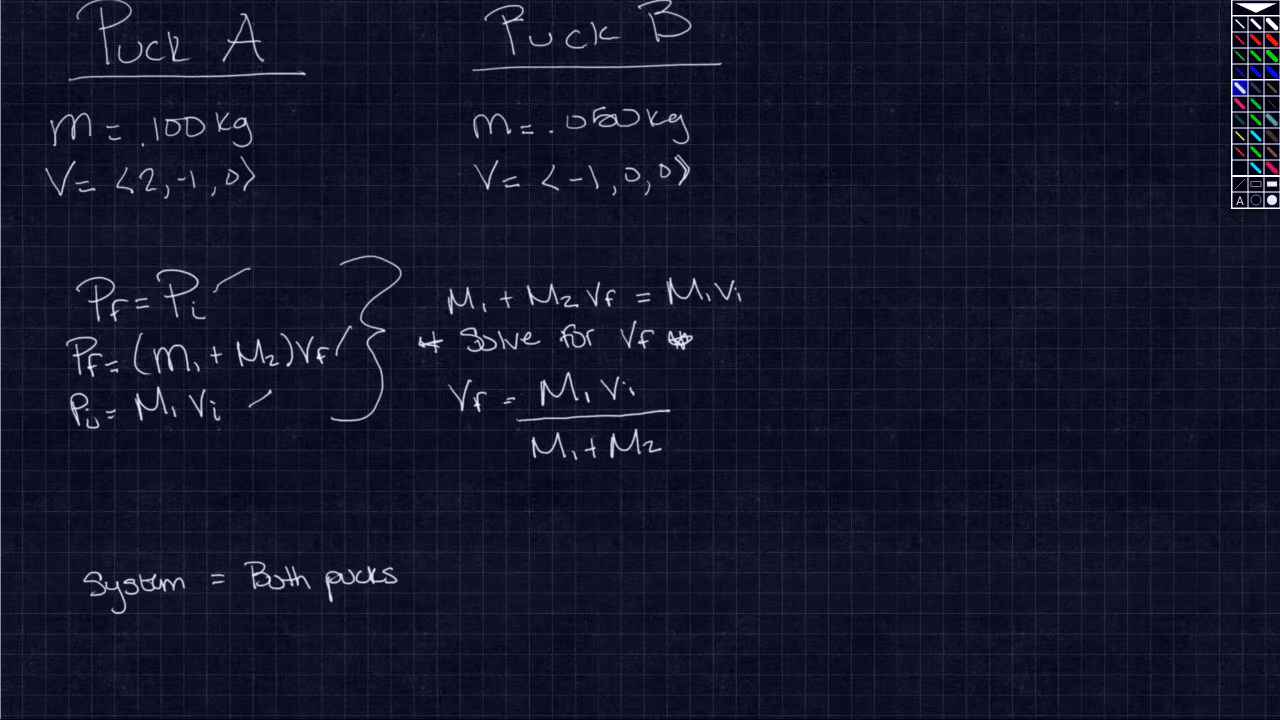 Puck A
m = .100 kg
V = <2, -1, 0>
Puck B
m = .050 kg
V = <-1, 0, 0>
Pf = Pi
Pf = (m1 + M2)Vf
Pi = M1 Vi
M1 + M2 Vf = M1 Vi
* Solve for Vf *
Vf = M1 Vi
M1 + M2
System = Both pucks
A